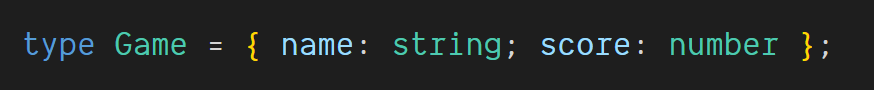 type Game = { name: string; score: number };